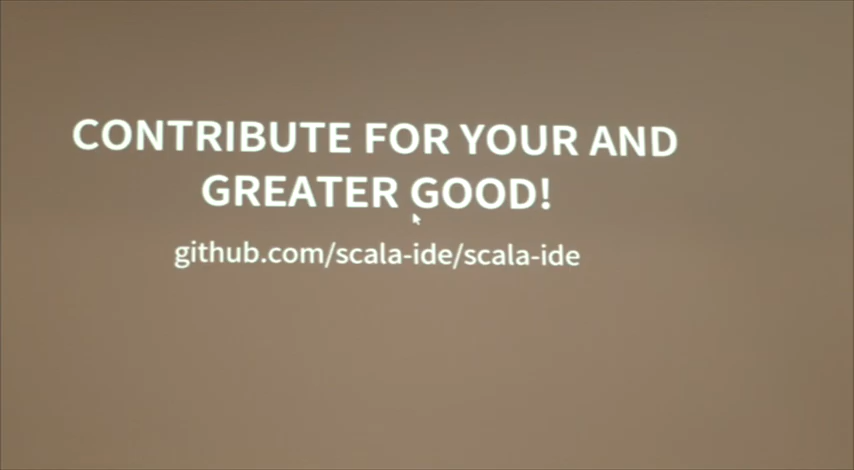 CONTRIBUTE FOR YOUR AND
GREATER GOOD!
github.com/scala-ide/scala-ide